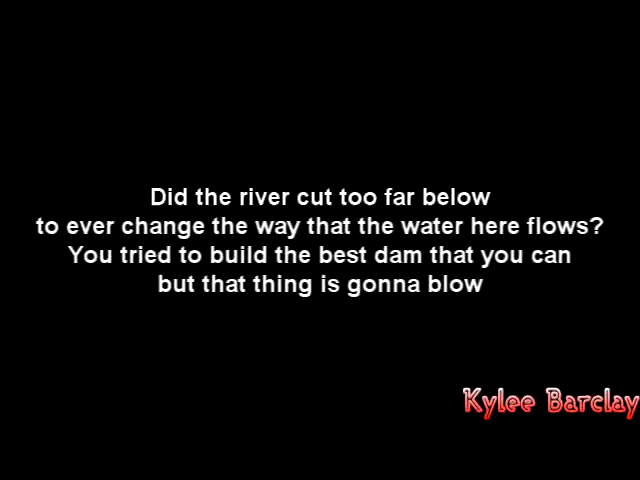 Did the river cut too far below
to ever change the way that the water here flows?
You tried to build the best dam that you can
but that thing is gonna blow
Kylee Barclay